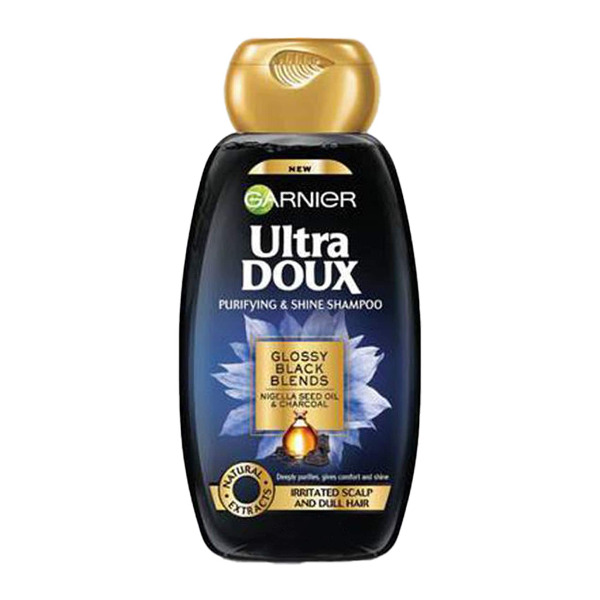 NEW
GARNIER
Ultra
DOUX
PURIFYING & SHINE SHAMPOO
GLOSSY
BLACK
BLENDS
NIGELLA SEED OIL
& CHARCOAL
Deeply purifies, gives comfort and shine
NATURAL
EXTRACTS
IRRITATED SCALP
AND DULL HAIR